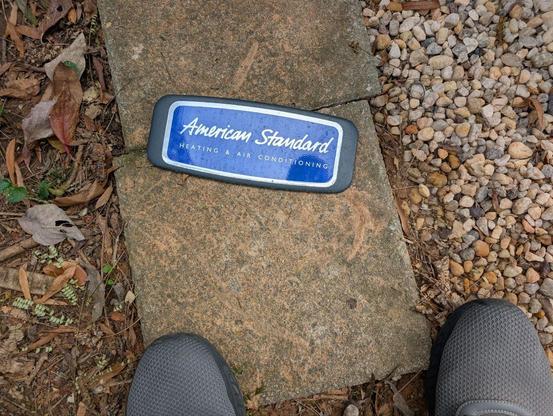 American Standard
HEATING & AIR CONDITIONING